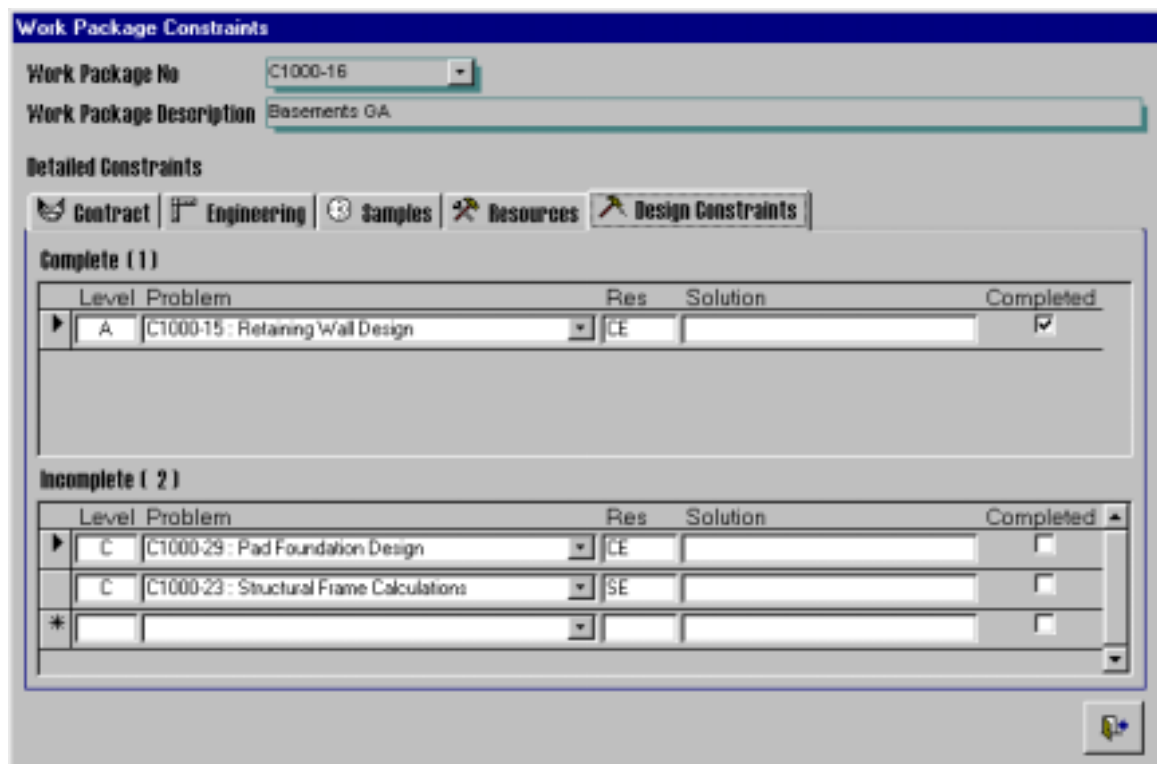 Work Package Constraints
Work Package No C1000-16
Work Package Description Basements GA
Detailed Constraints
Contract Engineering Samples Resources Design Constraints
Complete ( 1 )
Level Problem Res Solution Completed
A C1000-15 : Retaining Wall Design CE
Incomplete ( 2 )
Level Problem Res Solution Completed
C C1000-29 : Pad Foundation Design CE
C C1000-23 : Structural Frame Calculations SE
*